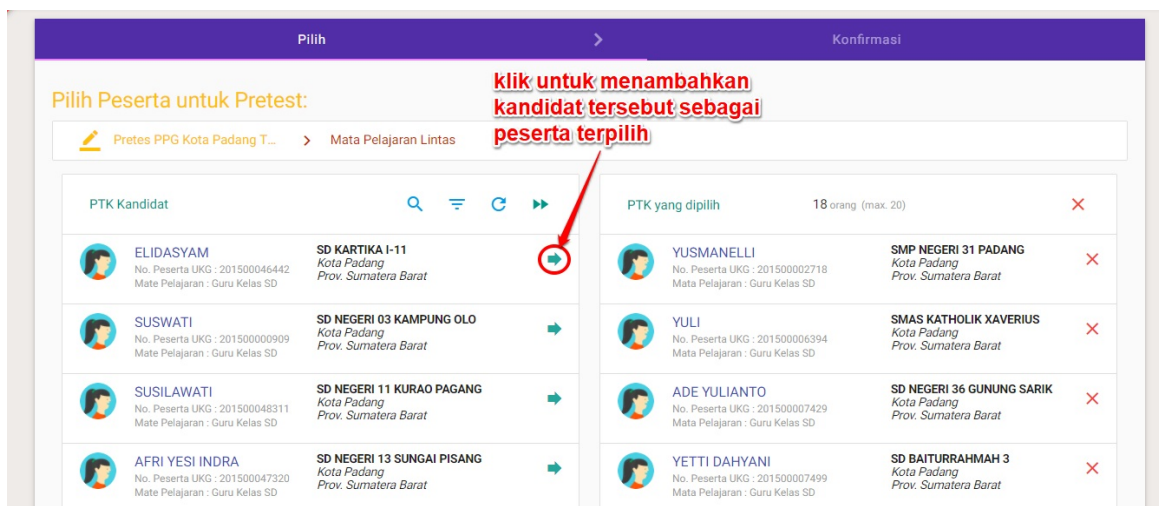 Pilih
Konfirmasi
klik untuk menambahkan
kandidat tersebut sebagai
peserta terpilih
Pilih Peserta untuk Pretest:
Pretes PPG Kota Padang T...
Mata Pelajaran Lintas
PTK Kandidat
ELIDASYAM
No. Peserta UKG : 201500046442
Mate Pelajaran : Guru Kelas SD
SD KARTIKA I-11
Kota Padang
Prov. Sumatera Barat
SUSWATI
No. Peserta UKG : 201500000909
Mate Pelajaran : Guru Kelas SD
SD NEGERI 03 KAMPUNG OLO
Kota Padang
Prov. Sumatera Barat
SUSILAWATI
No. Peserta UKG : 201500048311
Mate Pelajaran : Guru Kelas SD
SD NEGERI 11 KURAO PAGANG
Kota Padang
Prov. Sumatera Barat
AFRI YESI INDRA
No. Peserta UKG : 201500047320
Mate Pelajaran : Guru Kelas SD
SD NEGERI 13 SUNGAI PISANG
Kota Padang
Prov. Sumatera Barat
PTK yang dipilih
18 orang (max. 20)
YUSMANELLI
No. Peserta UKG : 201500002718
Mata Pelajaran : Guru Kelas SD
SMP NEGERI 31 PADANG
Kota Padang
Prov. Sumatera Barat
YULI
No. Peserta UKG : 201500006394
Mata Pelajaran : Guru Kelas SD
SMAS KATHOLIK XAVERIUS
Kota Padang
Prov. Sumatera Barat
ADE YULIANTO
No. Peserta UKG : 201500007429
Mata Pelajaran : Guru Kelas SD
SD NEGERI 36 GUNUNG SARIK
Kota Padang
Prov. Sumatera Barat
YETTI DAHYANI
No. Peserta UKG : 201500007499
Mata Pelajaran : Guru Kelas SD
SD BAITURRAHMAH 3
Kota Padang
Prov. Sumatera Barat